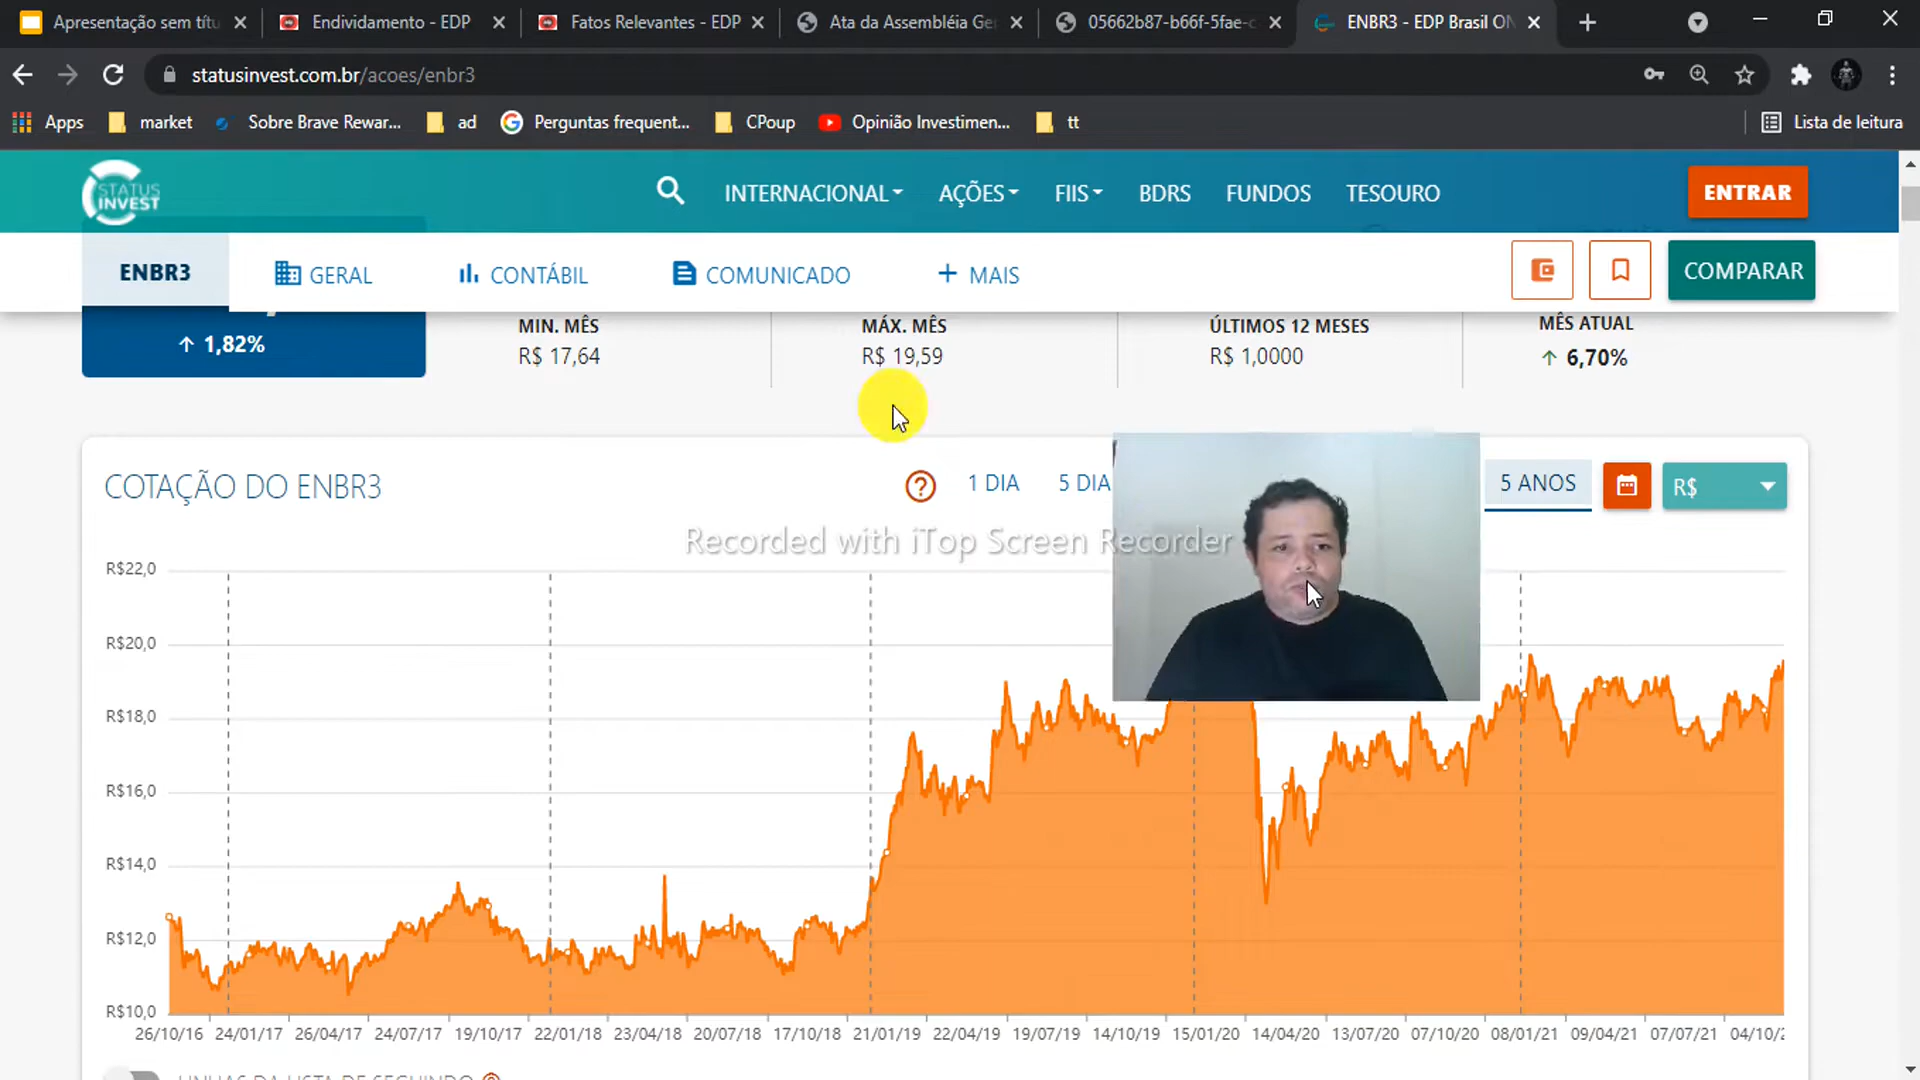 Apresentação sem títu
Endividamento - EDP
Fatos Relevantes - EDP
Ata da Assembléia Ge
05662b87-b66f-5fae-c
ENBR3 - EDP Brasil ON
statusinvest.com.br/acoes/enbr3
Apps
market
Sobre Brave Rewar...
ad
Perguntas frequent...
CPoup
Opinião Investimen...
tt
Lista de leitura
STATUS
INVEST
INTERNACIONAL
AÇÕES
FIIS
BDRS
FUNDOS
TESOURO
ENTRAR
ENBR3
GERAL
CONTÁBIL
COMUNICADO
+ MAIS
COMPARAR
↑ 1,82%
MIN. MÊS
R$ 17,64
MÁX. MÊS
R$ 19,59
ÚLTIMOS 12 MESES
R$ 1,0000
MÊS ATUAL
↑ 6,70%
COTAÇÃO DO ENBR3
?
1 DIA
5 DIA
5 ANOS
R$
Recorded with iTop Screen Recorder
R$22,0
R$20,0
R$18,0
R$16,0
R$14,0
R$12,0
R$10,0
26/10/16 24/01/17 26/04/17 24/07/17 19/10/17 22/01/18 23/04/18 20/07/18 17/10/18 21/01/19 22/04/19 19/07/19 14/10/19 15/01/20 14/04/20 13/07/20 07/10/20 08/01/21 09/04/21 07/07/21 04/10/2